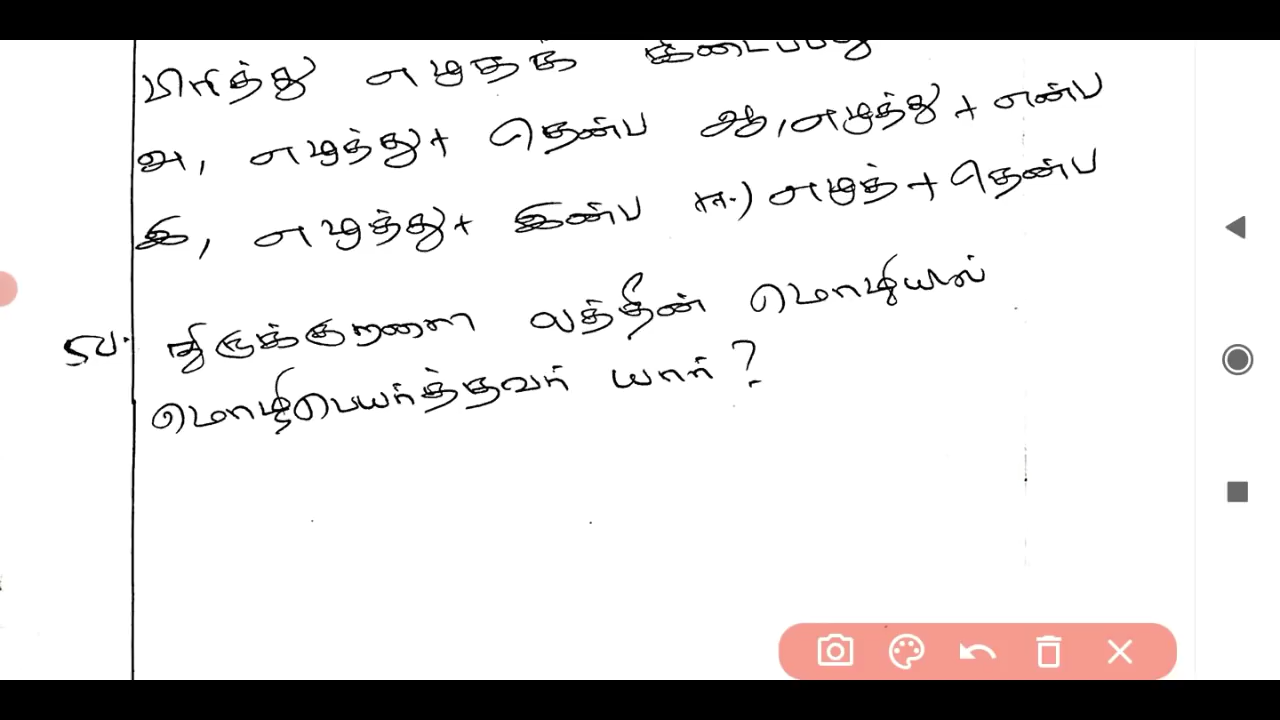 பிரித்து எழுதக் கிடைப்பது
அ, எழுத்து + தென்ப ஆ, எழுத்து + என்ப
இ, எழுத்து + இன்ப ஈ.) எழுத் + தென்ப
50. திருக்குறளை லத்தீன் மொழியில்
மொழிபெயர்த்தவர் யார் ?